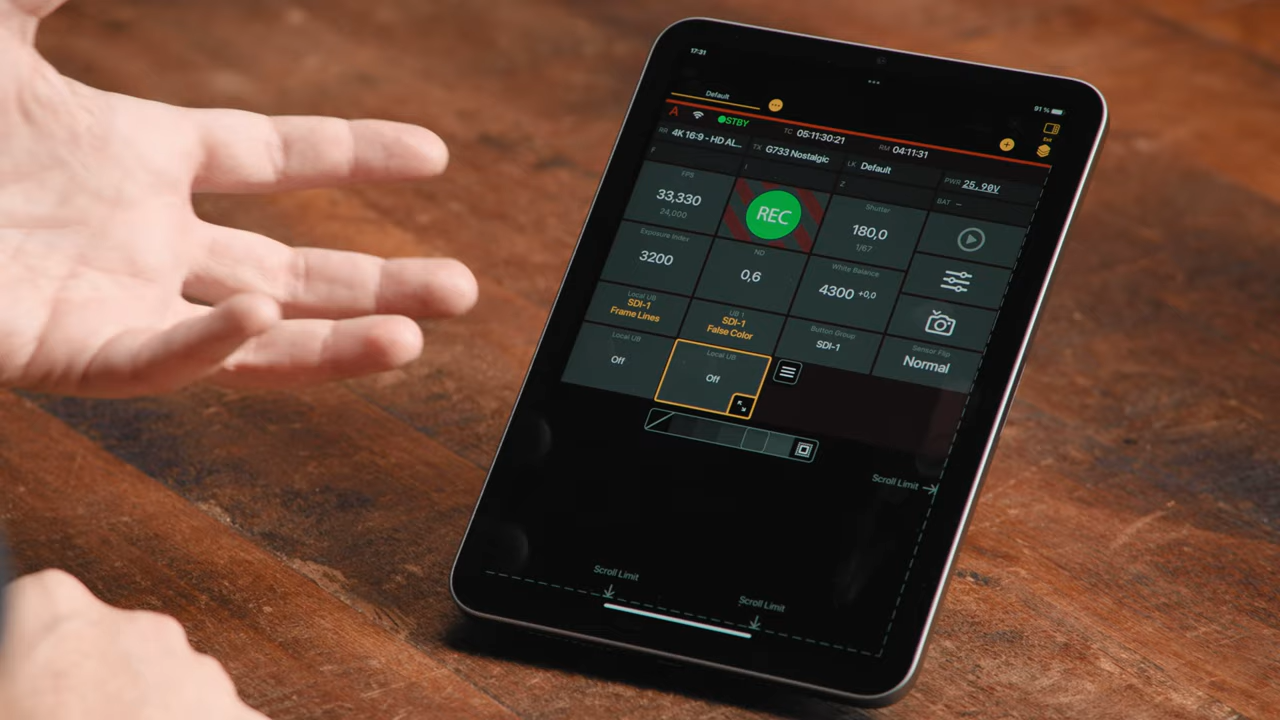 17:31
91 %
Default
Exit
A
STBY
TC 05:11:30:21
RM 04:11:31
RR 4K 16:9 - HD AL...
TX G733 Nostalgic
LK Default
PWR 25,90V
F
I
Z
BAT –
FPS
33,330
24,000
REC
Shutter
180,0
1/67
Exposure Index
3200
ND
0,6
White Balance
4300 +0,0
Local UB
SDI-1
Frame Lines
UB 1
SDI-1
False Color
Button Group
SDI-1
Sensor Flip
Normal
Local UB
Off
Local UB
Off
Scroll Limit
Scroll Limit
Scroll Limit